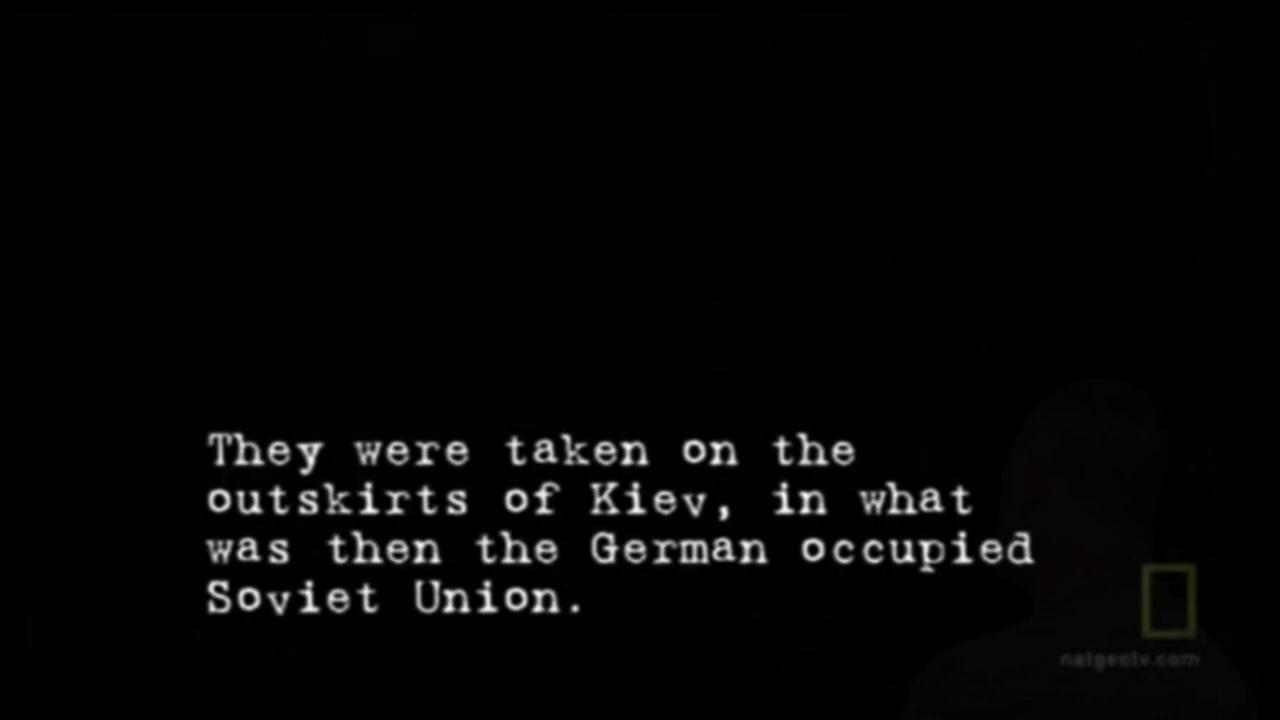 They were taken on the
outskirts of Kiev, in what
was then the German occupied
Soviet Union.
natgeotv.com